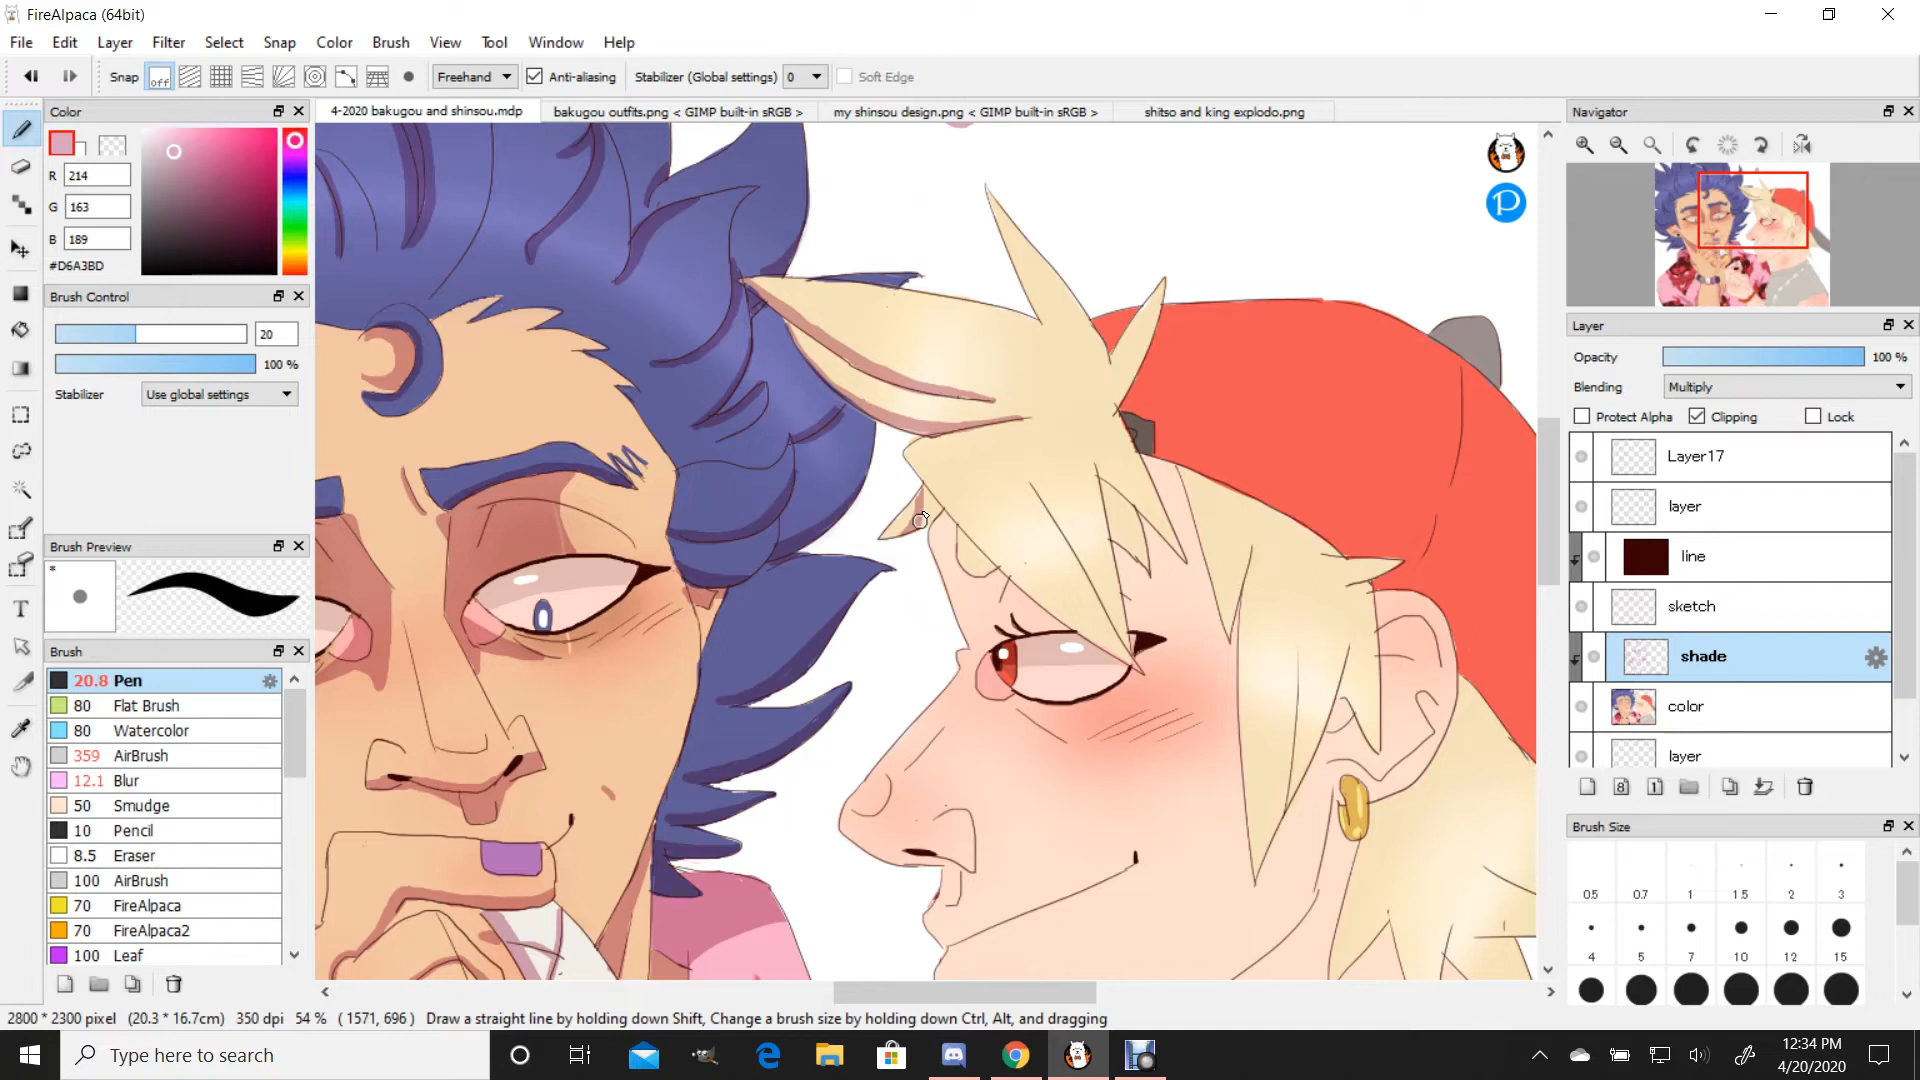 FireAlpaca (64bit)
File Edit Layer Filter Select Snap Color Brush View Tool Window Help
Snap off Freehand Anti-aliasing Stabilizer (Global settings) 0 Soft Edge
Color
4-2020 bakugou and shinsou.mdp bakugou outfits.png < GIMP built-in sRGB > my shinsou design.png < GIMP built-in sRGB > shitso and king explodo.png
Navigator
R 214
G 163
B 189
#D6A3BD
Brush Control
20
100 %
Stabilizer Use global settings
Brush Preview
*
Brush
20.8 Pen
80 Flat Brush
80 Watercolor
359 AirBrush
12.1 Blur
50 Smudge
10 Pencil
8.5 Eraser
100 AirBrush
70 FireAlpaca
70 FireAlpaca2
100 Leaf
T
P
Layer
Opacity 100 %
Blending Multiply
Protect Alpha Clipping Lock
Layer17
layer
line
sketch
shade
color
layer
8 1
Brush Size
0.5 0.7 1 1.5 2 3
4 5 7 10 12 15
2800 * 2300 pixel (20.3 * 16.7cm) 350 dpi 54 % ( 1571, 696 ) Draw a straight line by holding down Shift, Change a brush size by holding down Ctrl, Alt, and dragging
Type here to search
12:34 PM
4/20/2020